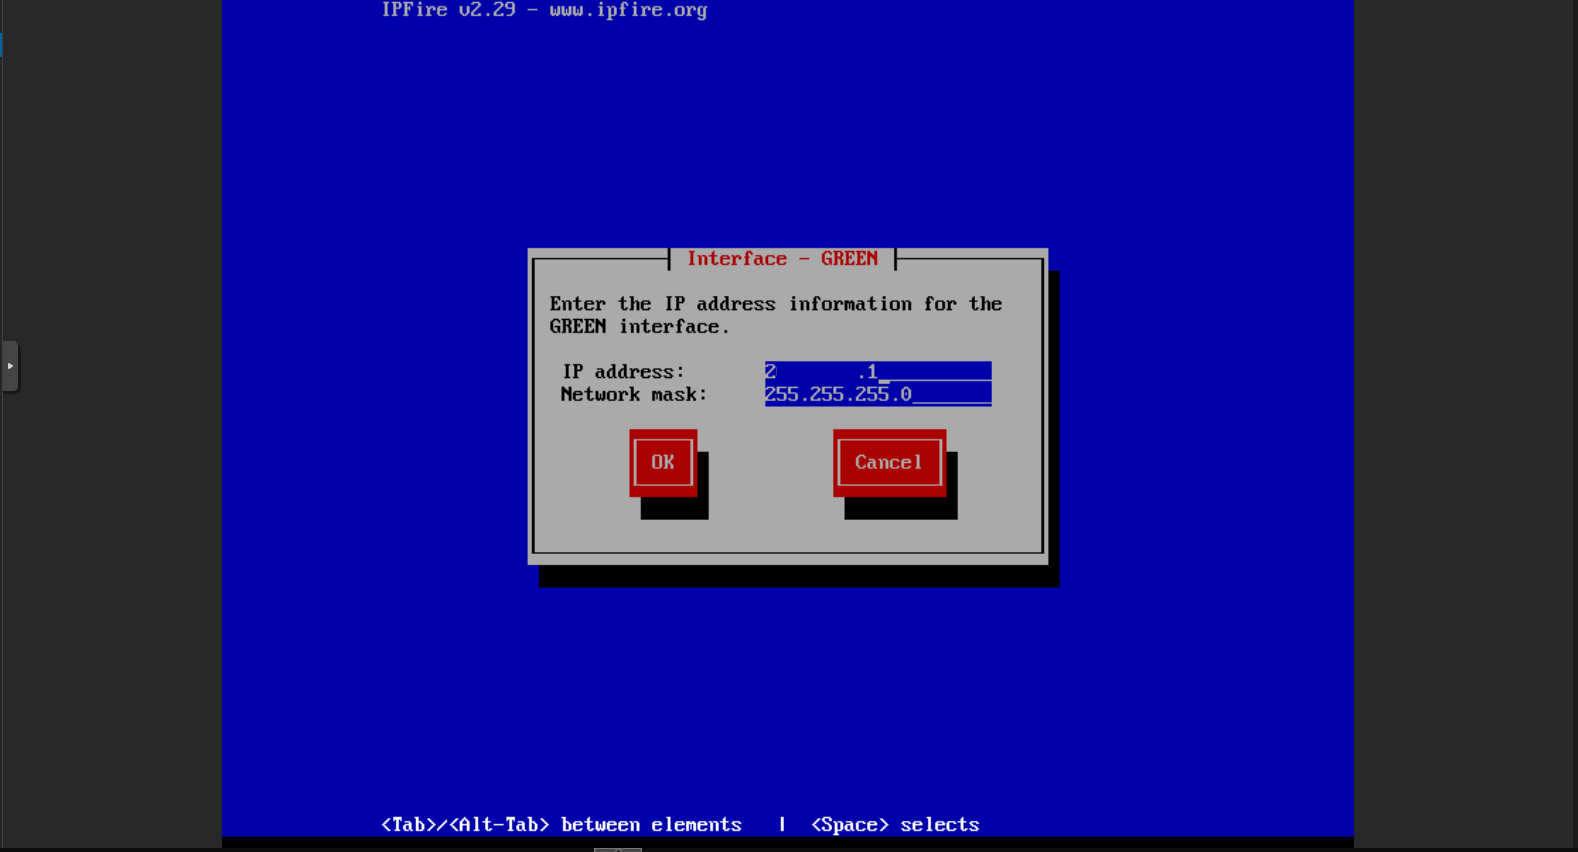 IPFire v2.29 - www.ipfire.org
Interface - GREEN
Enter the IP address information for the
GREEN interface.
IP address: 2 .1
Network mask: 255.255.255.0
OK Cancel
<Tab>/<Alt-Tab> between elements | <Space> selects